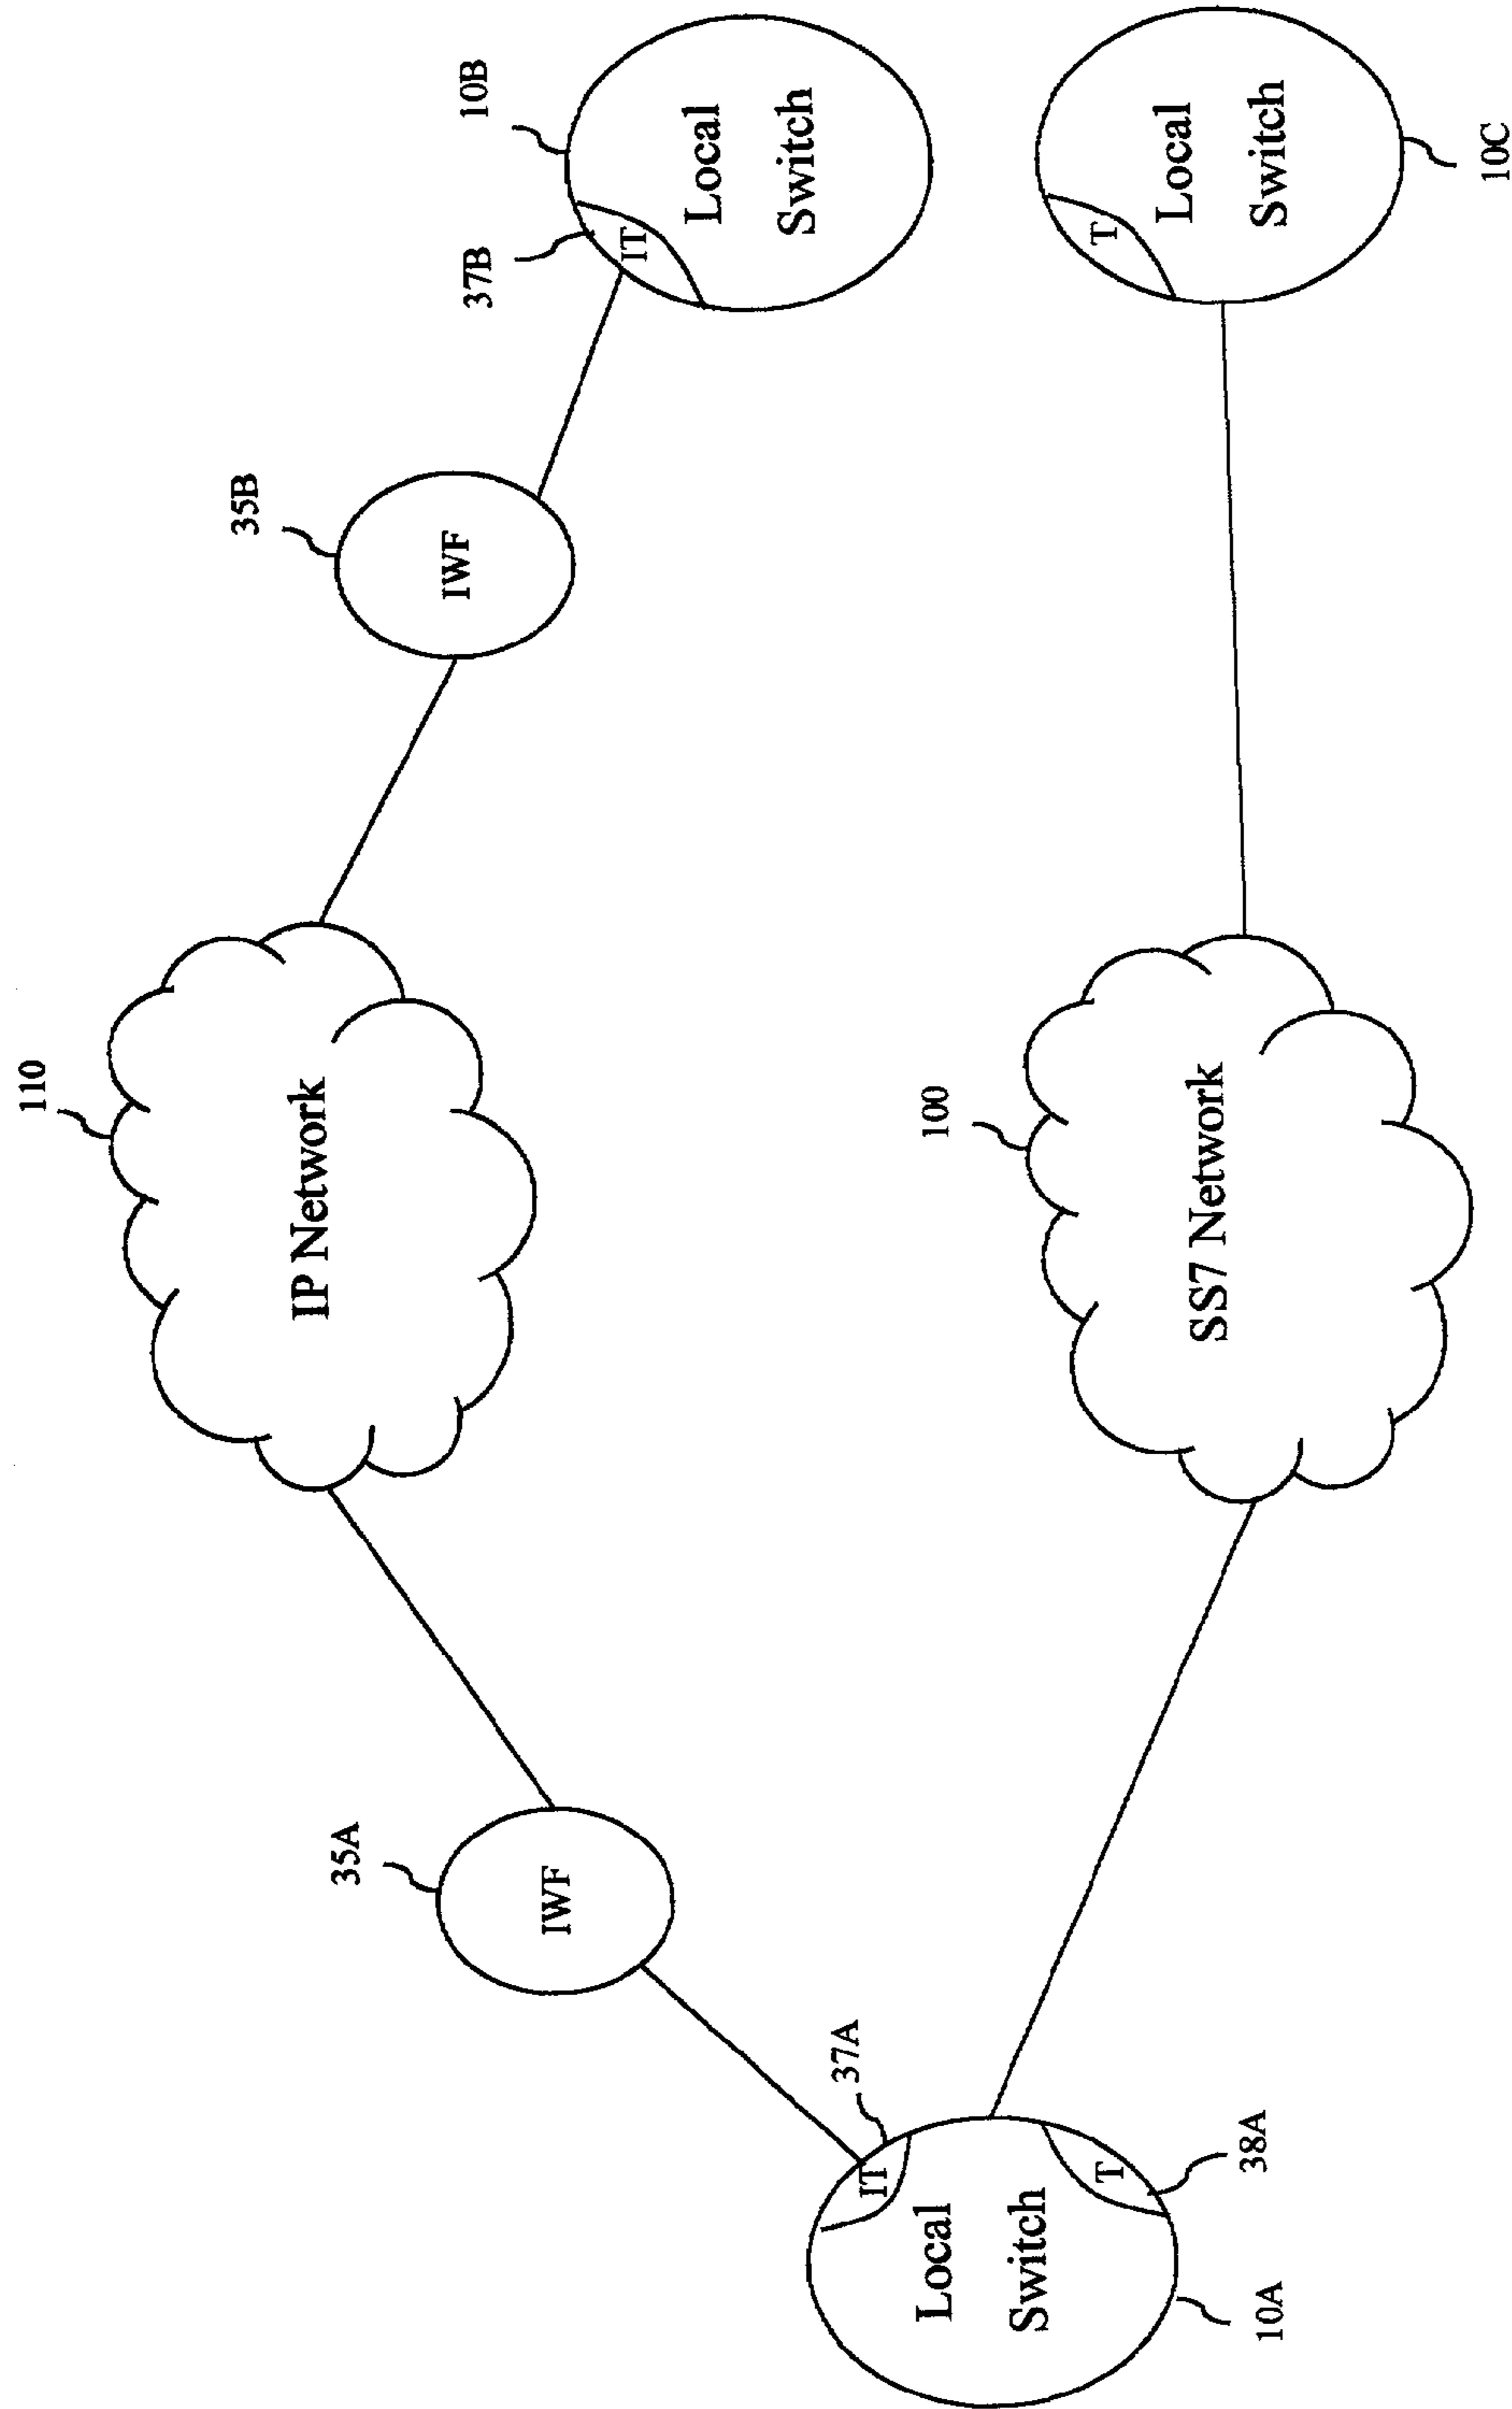 110
35B
IP Network
35A
IWF
10B
37B
IWF
IT
Local
Switch
37A
IT
100
Local
Switch
T
38A
10A
SS7 Network
T
Local
Switch
10C